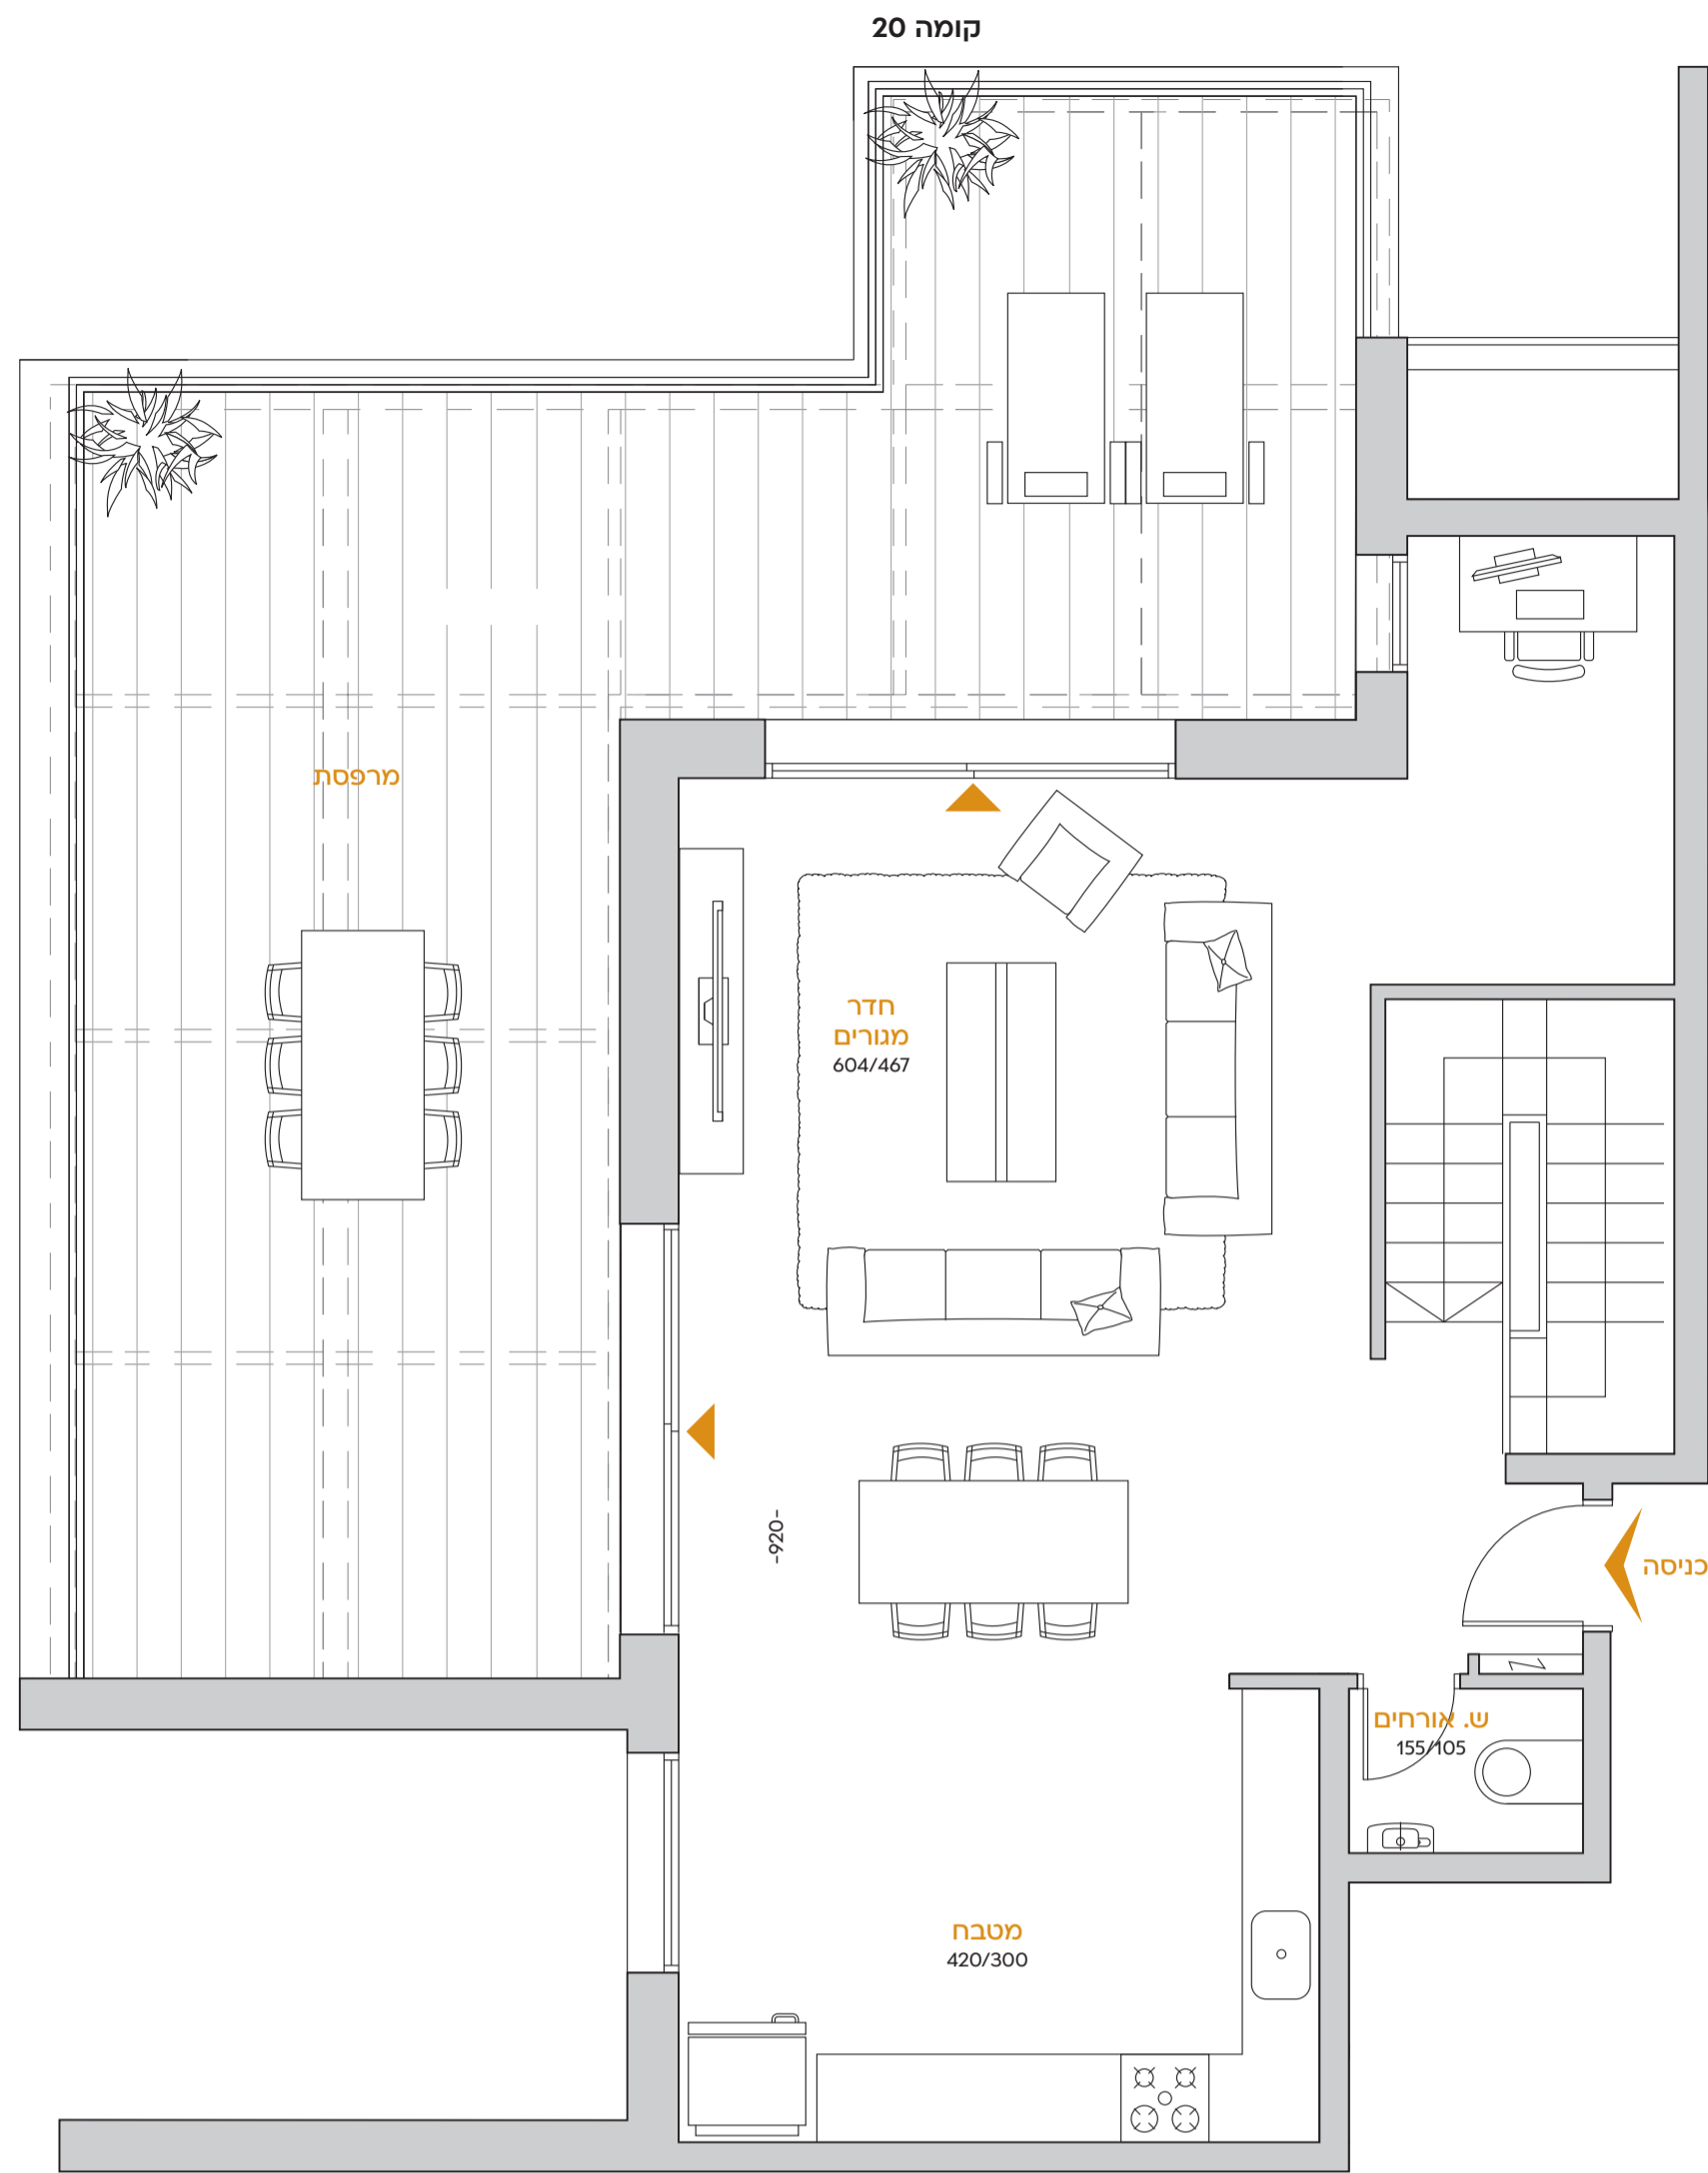 קומה 20
מרפסת
חדר
מגורים
604/467
-920-
כניסה
ש. אורחים
155/105
מטבח
420/300